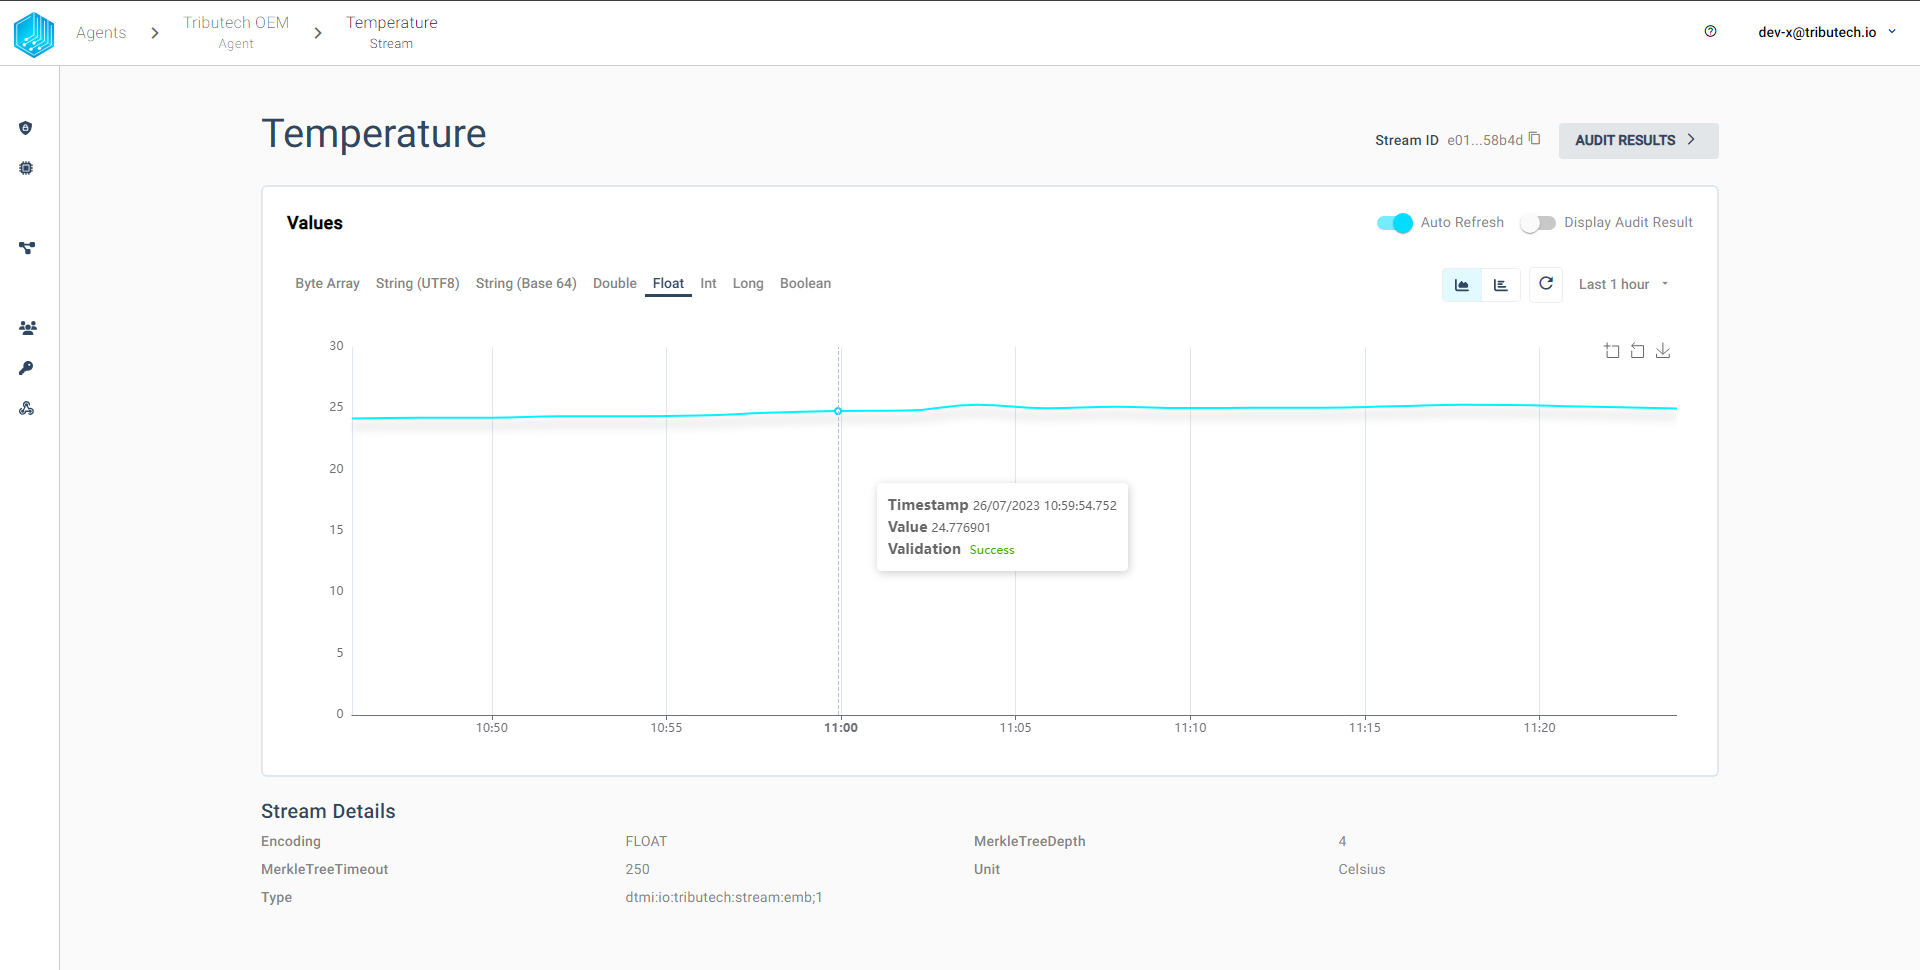 Agents
Tributech OEM
Agent
Temperature
Stream
dev-x@tributech.io
Temperature
Stream ID e01...58b4d
AUDIT RESULTS
Values
Auto Refresh
Display Audit Result
Byte Array String (UTF8) String (Base 64) Double Float Int Long Boolean
Last 1 hour
30
25
20
15
10
5
0
Timestamp 26/07/2023 10:59:54.752
Value 24.776901
Validation Success
10:50 10:55 11:00 11:05 11:10 11:15 11:20
Stream Details
Encoding FLOAT MerkleTreeDepth 4
MerkleTreeTimeout 250 Unit Celsius
Type dtmi:io:tributech:stream:emb;1